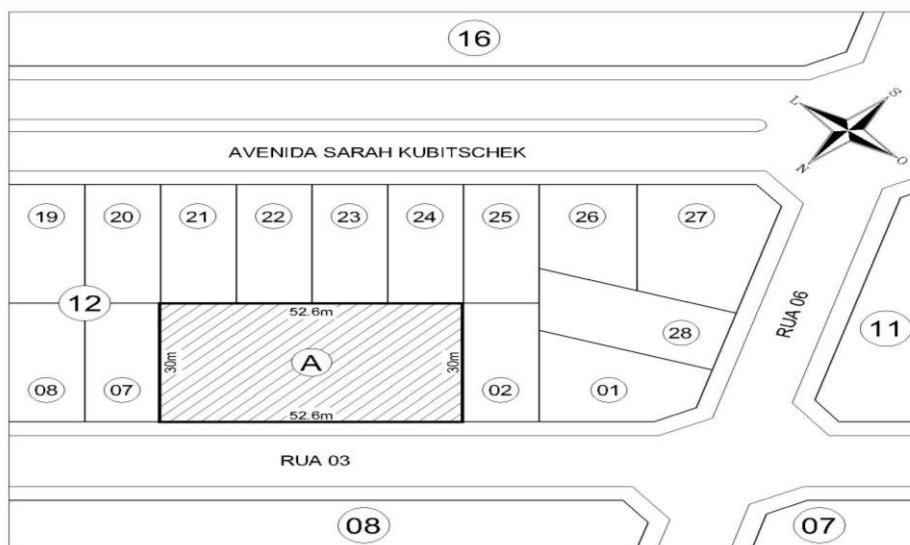 16
L
S
N
O
AVENIDA SARAH KUBITSCHEK
19 20 21 22 23 24 25 26 27
12
52.6m
RUA 06
28
11
30m
A
30m
08 07
02 01
52.6m
RUA 03
08 07